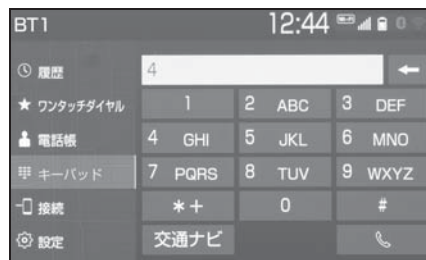 BT1 12:44 0
履歴 4
ワンタッチダイヤル 1 2 ABC 3 DEF
電話帳 4 GHI 5 JKL 6 MNO
キーパッド 7 PQRS 8 TUV 9 WXYZ
接続 *+ 0 #
設定 交通ナビ